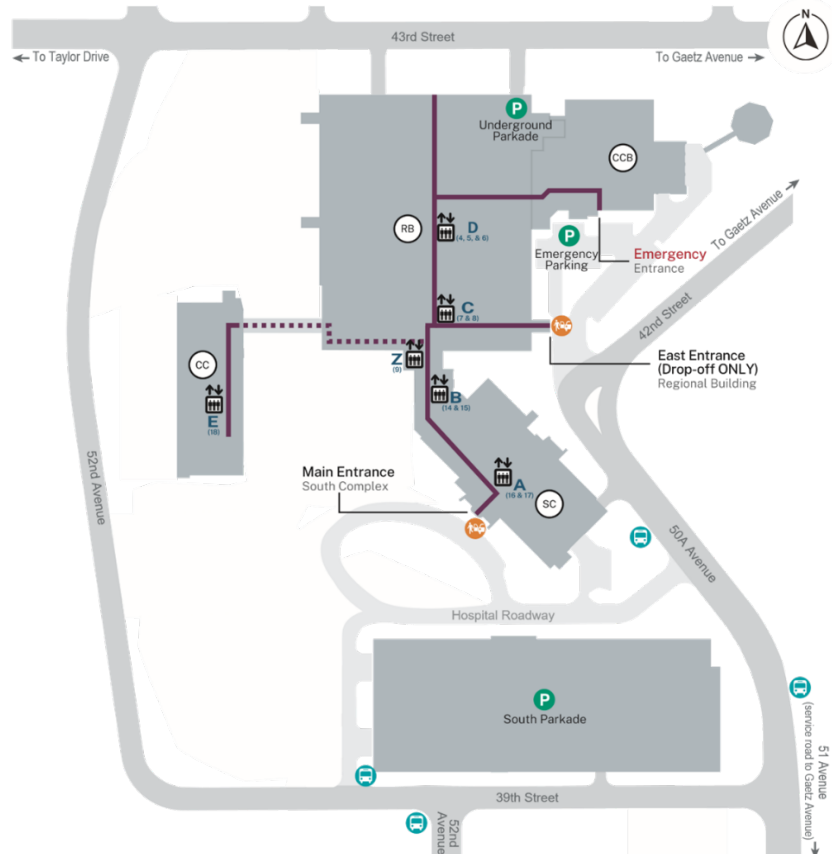 N
43rd Street
← To Taylor Drive
To Gaetz Avenue →
P
Underground
Parkade
CCB
RB
D
(4, 5, & 6)
P
Emergency
Parking
Emergency
Entrance
To Gaetz Avenue
42nd Street
C
(7 & 8)
East Entrance
(Drop-off ONLY)
Regional Building
Z
(9)
CC
B
(14 & 15)
E
(18)
Main Entrance
South Complex
A
(16 & 17)
SC
52nd Avenue
50A Avenue
Hospital Roadway
P
South Parkade
51 Avenue
(service road to Gaetz Avenue)
39th Street
52nd
Avenue